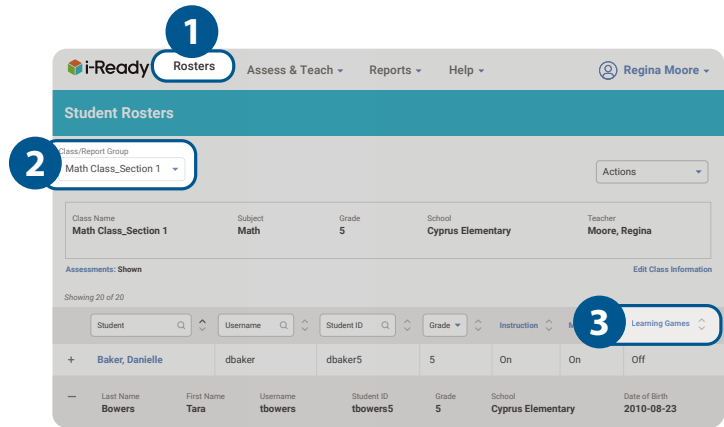 1
i-Ready Rosters Assess & Teach Reports Help Regina Moore
Student Rosters
2
Class/Report Group
Math Class_Section 1
Actions
Class Name Subject Grade School Teacher
Math Class_Section 1 Math 5 Cyprus Elementary Moore, Regina
Assessments: Shown Edit Class Information
Showing 20 of 20
Student Username Student ID Grade Instruction M 3 Learning Games
+ Baker, Danielle dbaker dbaker5 5 On On Off
— Last Name First Name Username Student ID Grade School Date of Birth
Bowers Tara tbowers tbowers5 5 Cyprus Elementary 2010-08-23